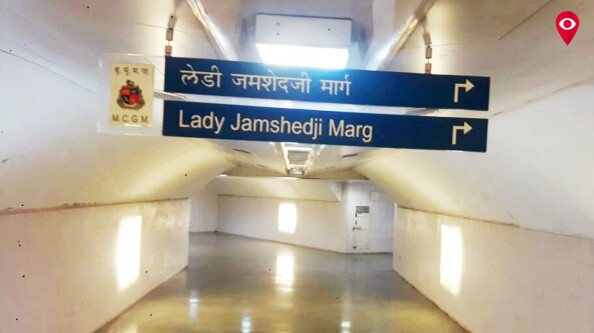 बृ. मुं. म. पा.
M.C.G.M
लेडी जमशेदजी मार्ग
Lady Jamshedji Marg